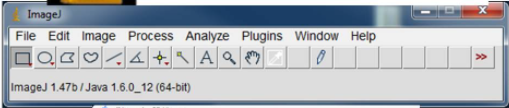 ImageJ
File Edit Image Process Analyze Plugins Window Help
A >>
ImageJ 1.47b / Java 1.6.0_12 (64-bit)